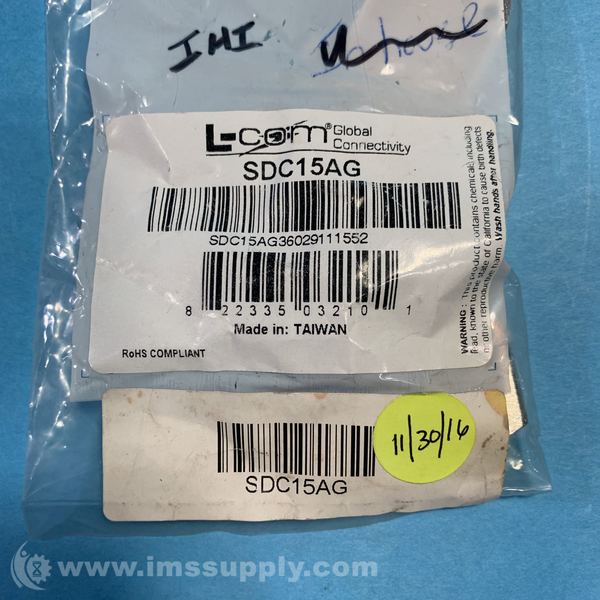 IHI
L-com® Global Connectivity
SDC15AG
SDC15AG36029111552
8 22335 03210 1
Made in: TAIWAN
RoHS COMPLIANT
WARNING: This product contains chemicals, including
lead, known to the State of California to cause birth defects
or other reproductive harm. Wash hands after handling.
11/30/16
SDC15AG
www.imssupply.com